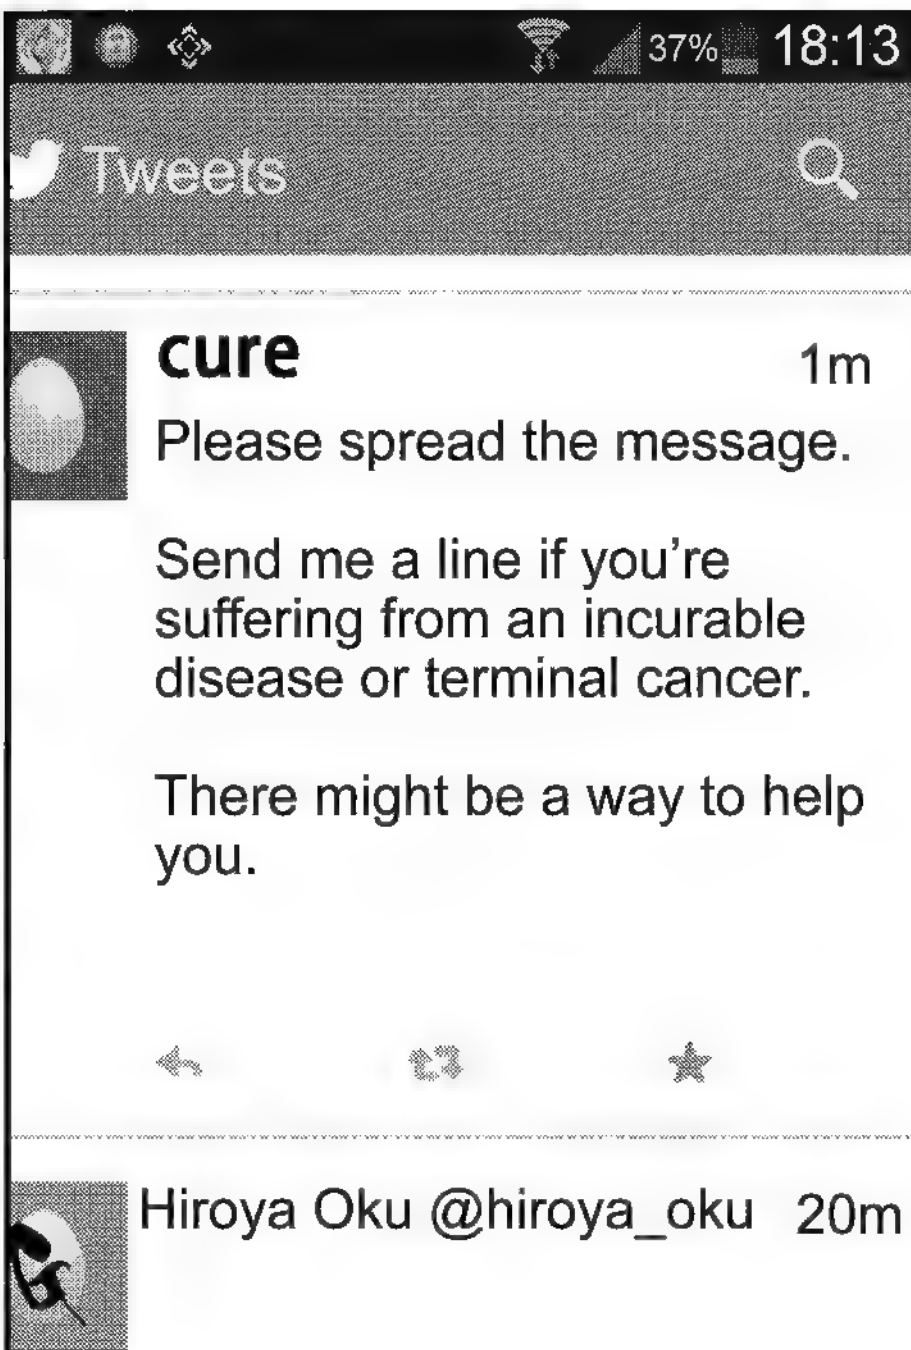 37% 18:13
Tweets
cure 1m
Please spread the message.
Send me a line if you're
suffering from an incurable
disease or terminal cancer.
There might be a way to help
you.
Hiroya Oku @hiroya_oku 20m